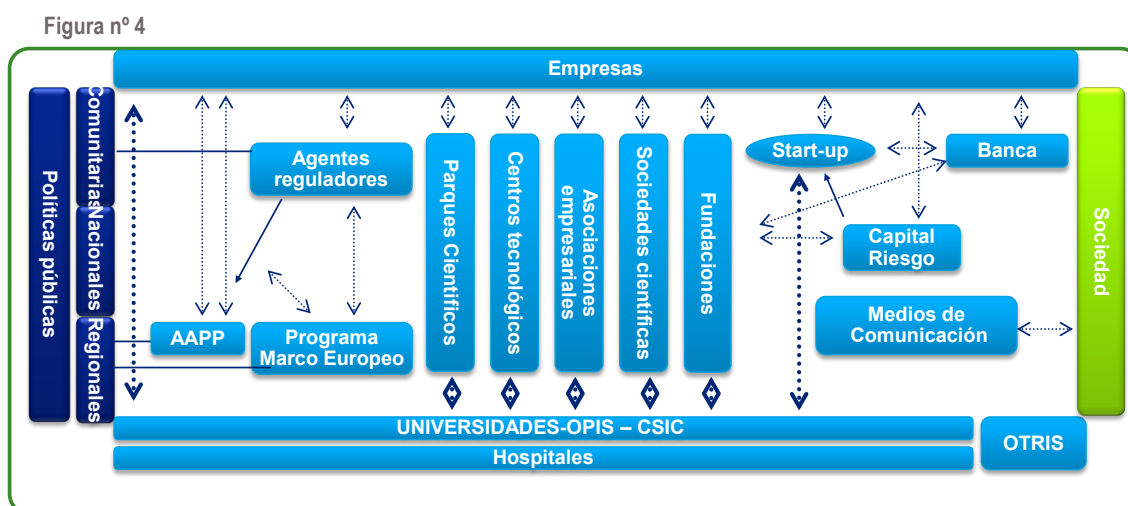 Figura nº 4
Empresas
Políticas públicas
Comunitarias
Nacionales
Regionales
Agentes
reguladores
AAPP
Programa
Marco Europeo
Parques Cientificos
Centros tecnológicos
Asociaciones
empresariales
Sociedades científicas
Fundaciones
Start-up
Banca
Capital
Riesgo
Medios de
Comunicación
Sociedad
UNIVERSIDADES-OPIS – CSIC
Hospitales
OTRIS